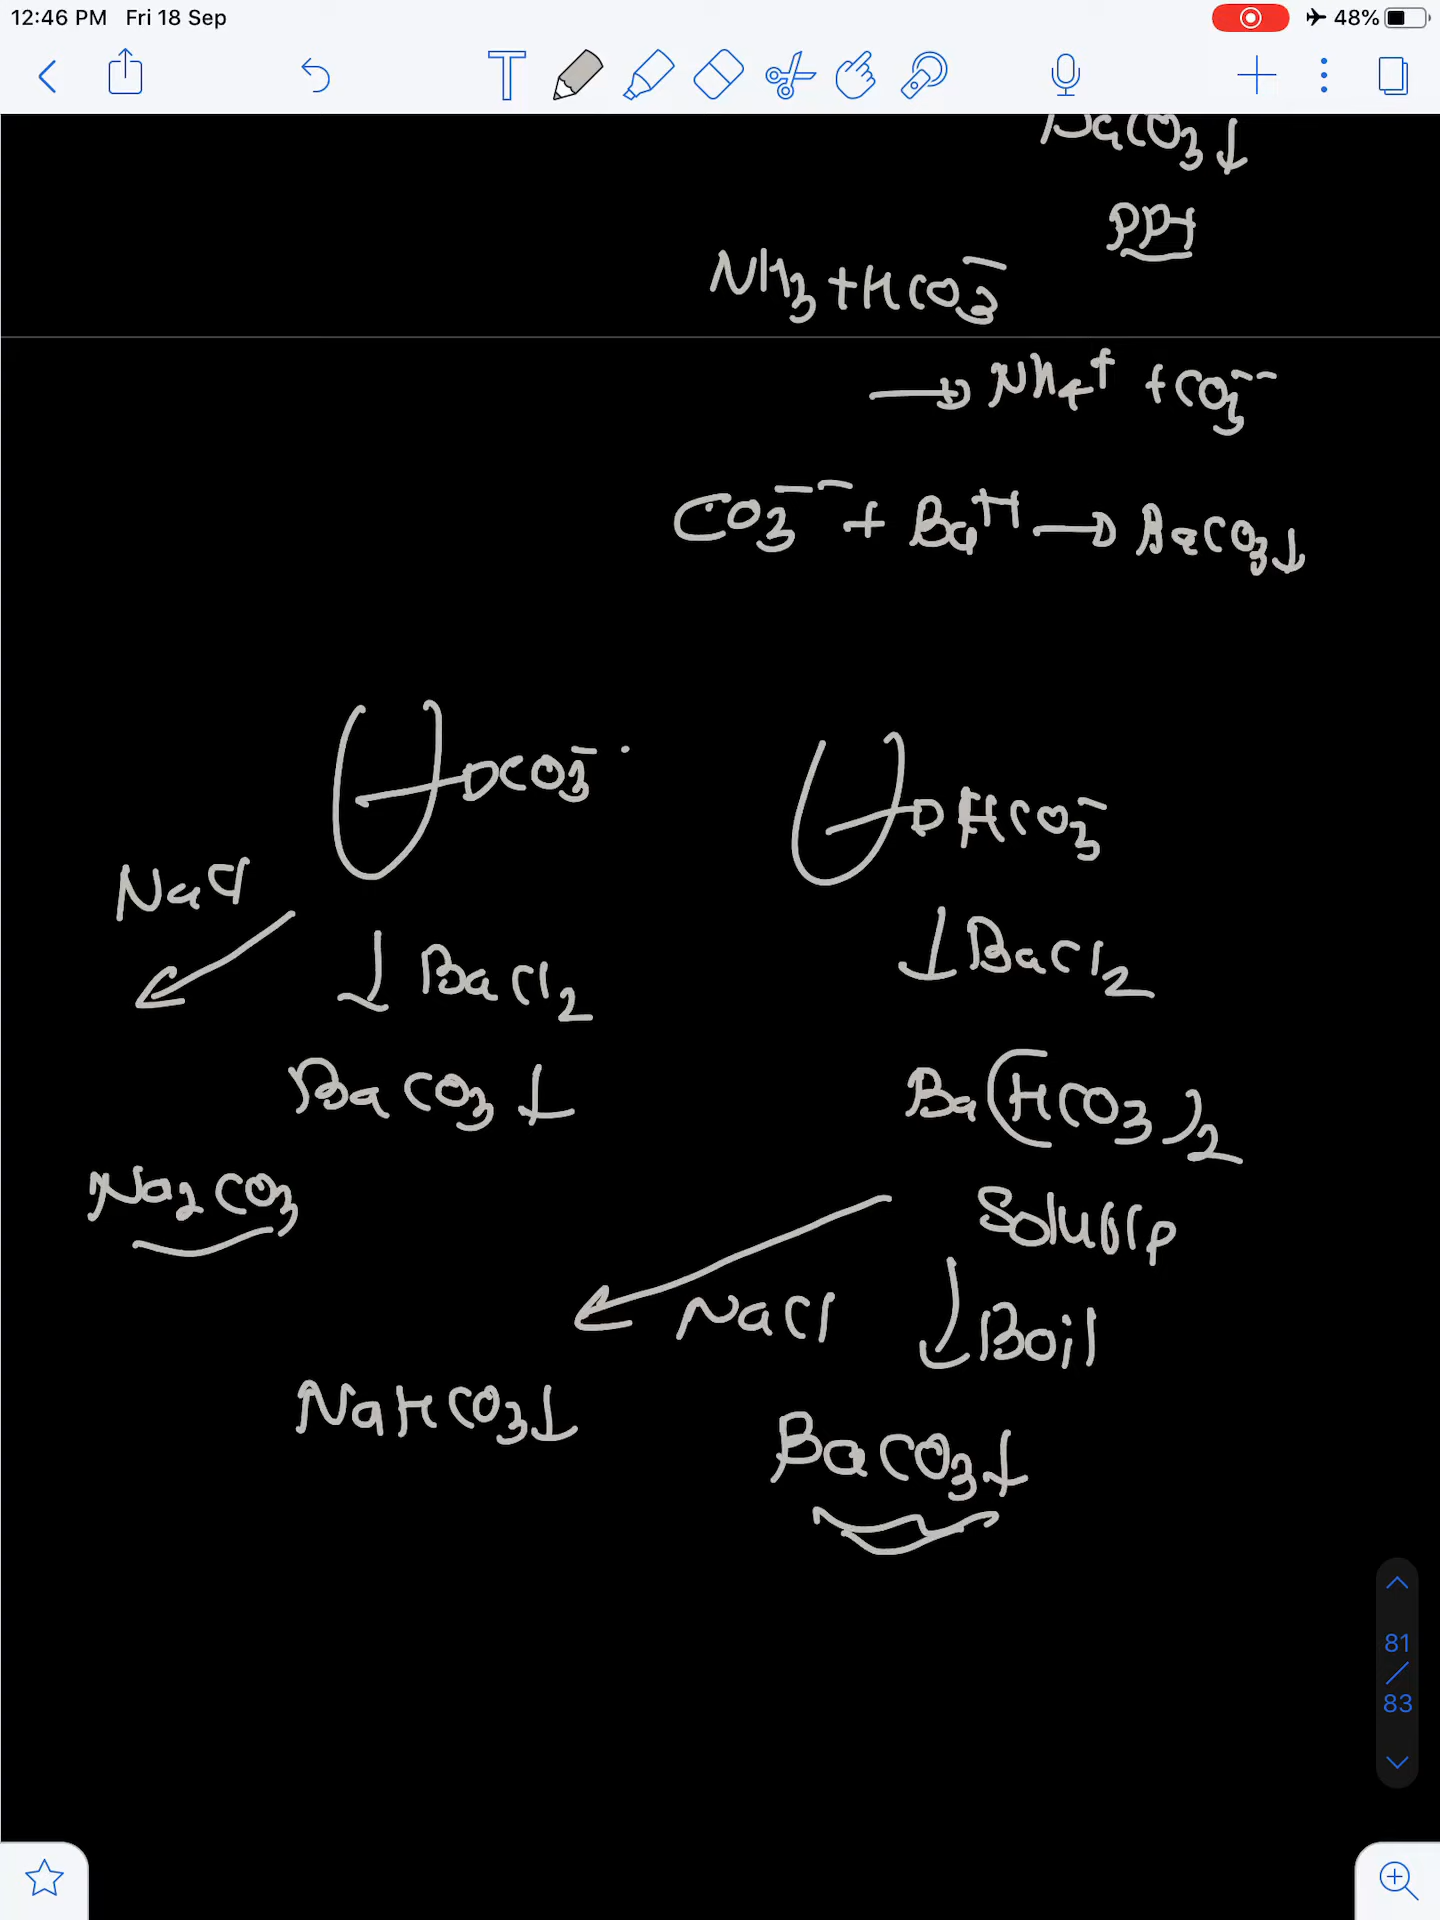 12:46 PM Fri 18 Sep 48%
T
BaCO3↓
PPt
NH3 + HCO3⁻
→ NH4⁺ + CO3⁻⁻
CO3⁻⁻ + Ba⁺⁺ → BaCO3↓
→ CO3⁻⁻
→ HCO3⁻
NaCl
↓ BaCl2
↓ BaCl2
BaCO3 ↓
Ba(HCO3)2
Na2CO3
Soluble
NaCl
↓ Boil
NaHCO3↓
BaCO3↓
81
/
83